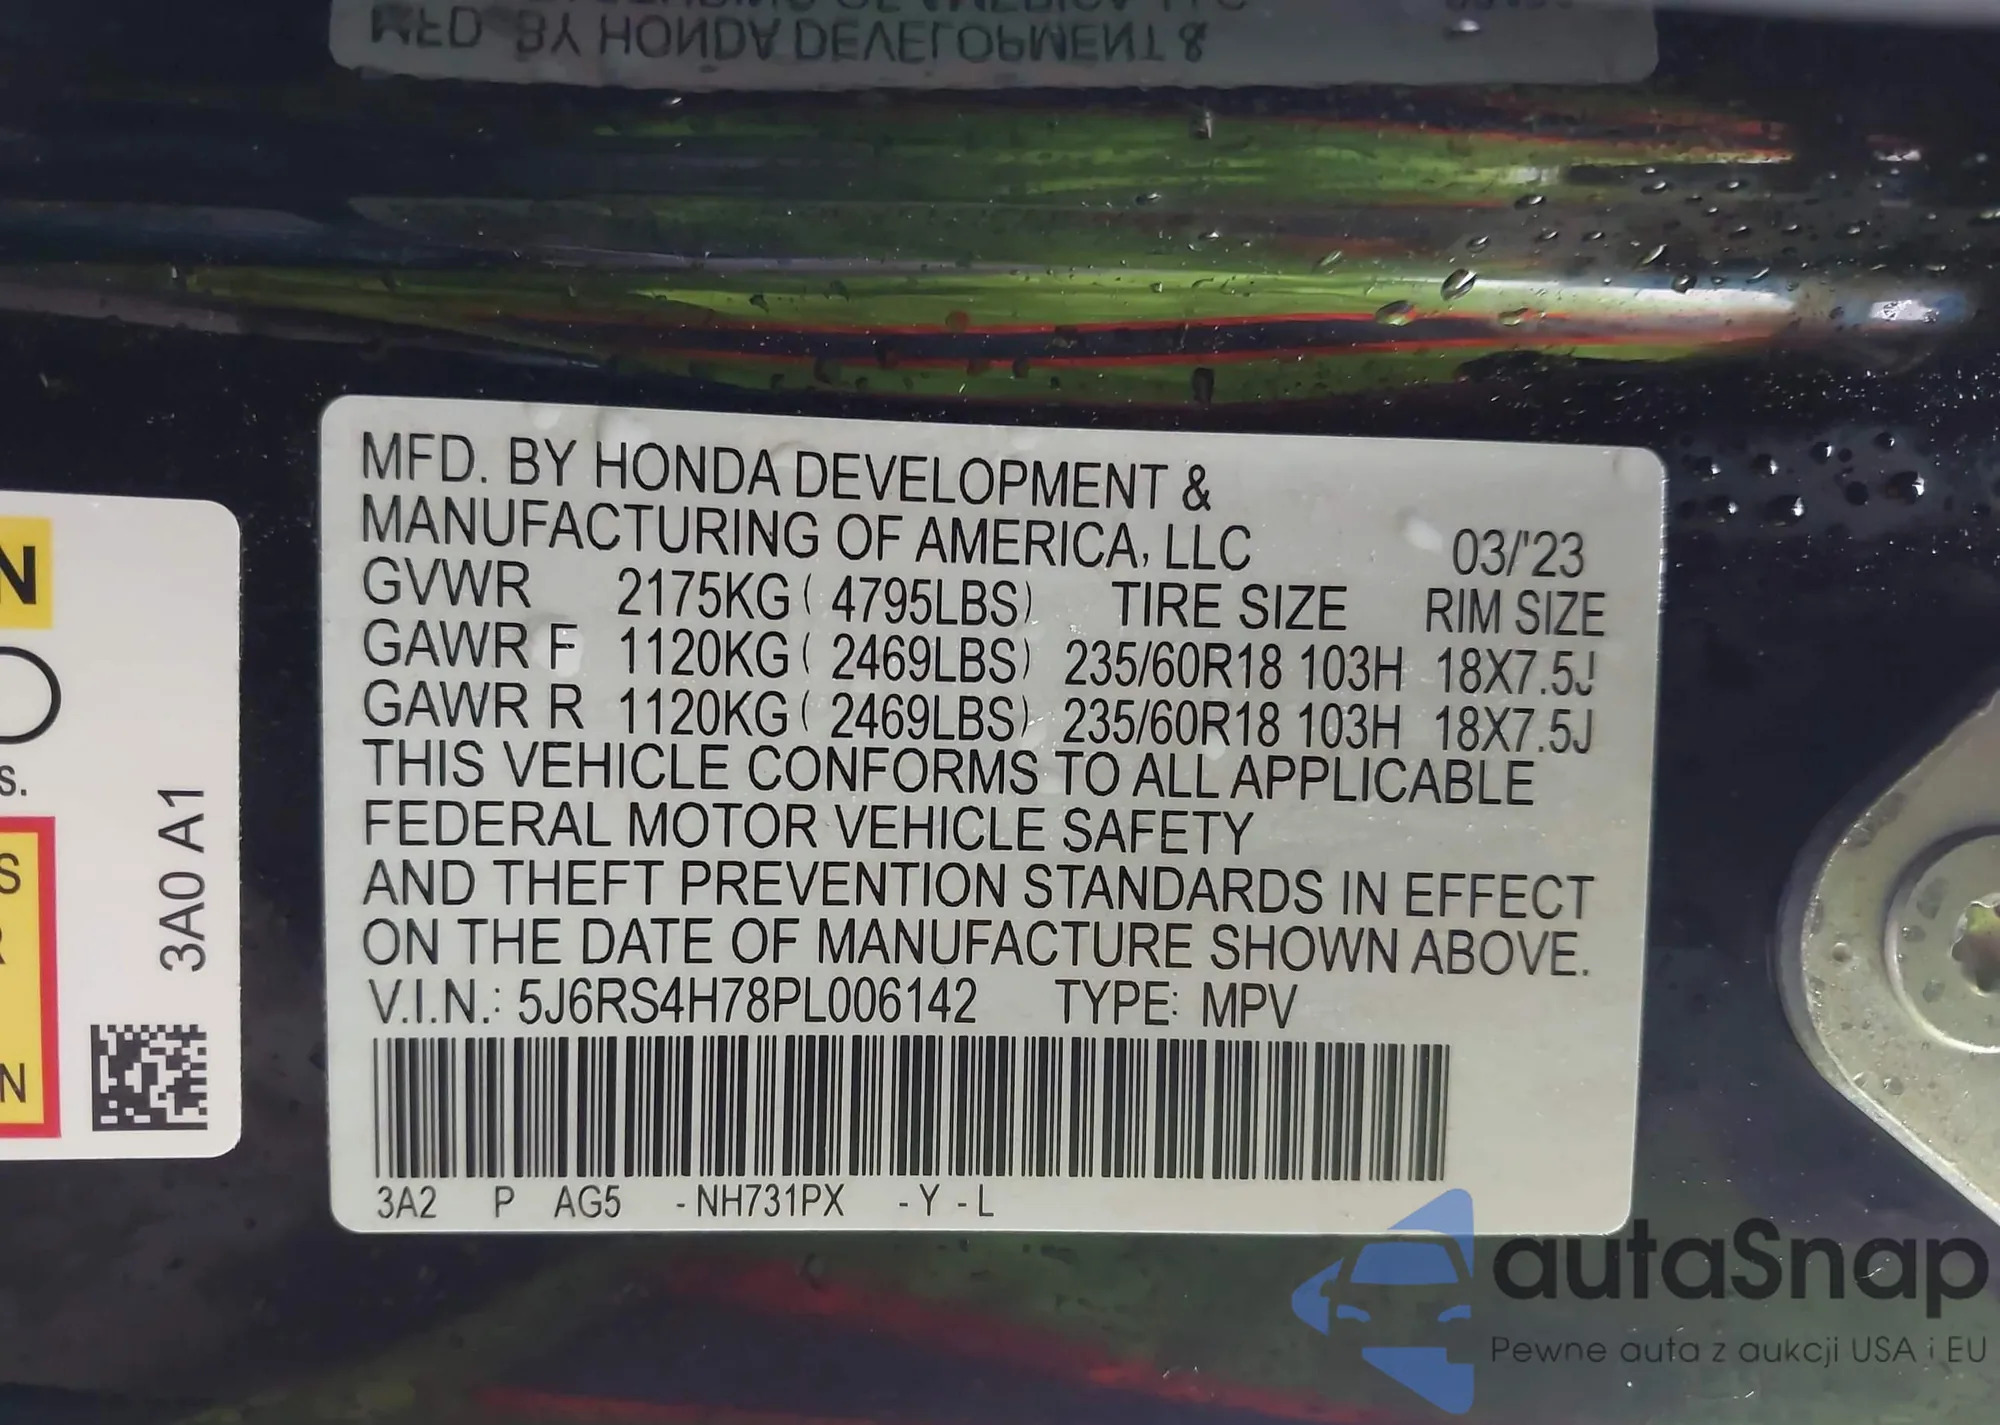 MFD. BY HONDA DEVELOPMENT &
MFD. BY HONDA DEVELOPMENT &
MANUFACTURING OF AMERICA, LLC 03/'23
GVWR 2175KG ( 4795LBS) TIRE SIZE RIM SIZE
GAWR F 1120KG ( 2469LBS) 235/60R18 103H 18X7.5J
GAWR R 1120KG ( 2469LBS) 235/60R18 103H 18X7.5J
THIS VEHICLE CONFORMS TO ALL APPLICABLE
FEDERAL MOTOR VEHICLE SAFETY
AND THEFT PREVENTION STANDARDS IN EFFECT
ON THE DATE OF MANUFACTURE SHOWN ABOVE.
V.I.N.: 5J6RS4H78PL006142 TYPE: MPV
3A2 P AG5 -NH731PX -Y -L
3A0 A1
autaSnap
Pewne auta z aukcji USA i EU